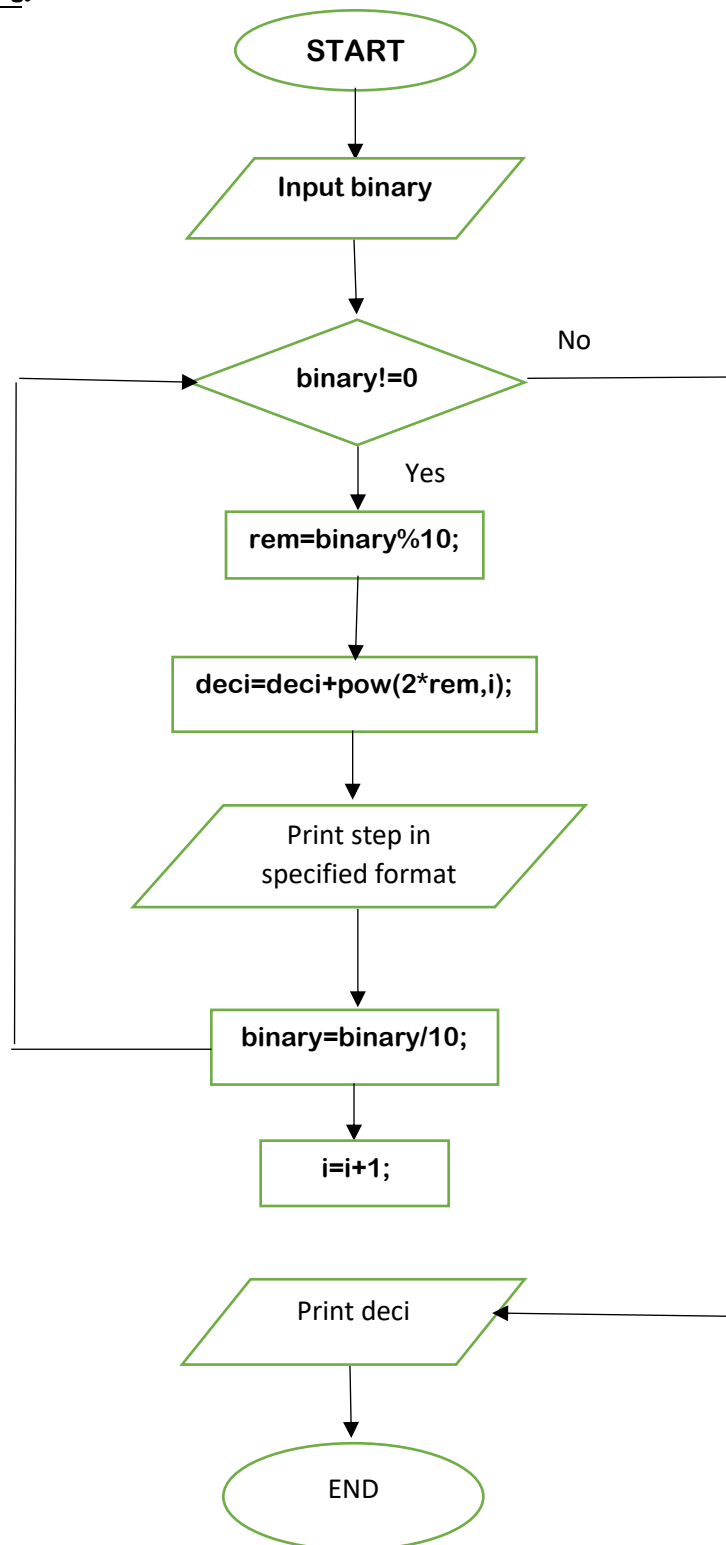 START
Input binary
No
binary!=0
Yes
rem=binary%10;
deci=deci+pow(2*rem,i);
Print step in
specified format
binary=binary/10;
i=i+1;
Print deci
END